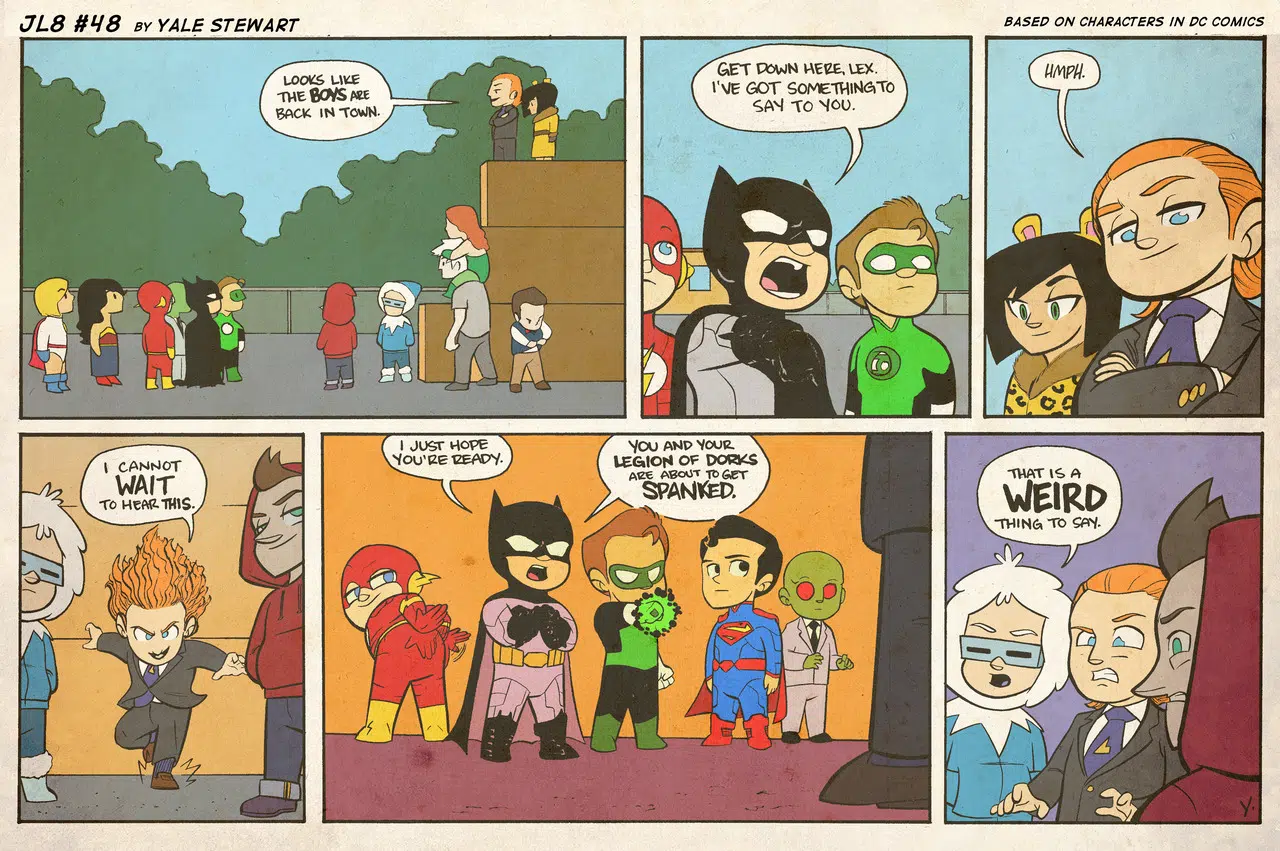 JL8 #48 BY YALE STEWART
BASED ON CHARACTERS IN DC COMICS
LOOKS LIKE
THE BOYS ARE
BACK IN TOWN.
GET DOWN HERE, LEX.
I'VE GOT SOMETHING TO
SAY TO YOU.
HMPH.
I CANNOT
WAIT
TO HEAR THIS.
I JUST HOPE
YOU'RE READY.
YOU AND YOUR
LEGION OF DORKS
ARE ABOUT TO GET
SPANKED.
THAT IS A
WEIRD
THING TO SAY.
Y.